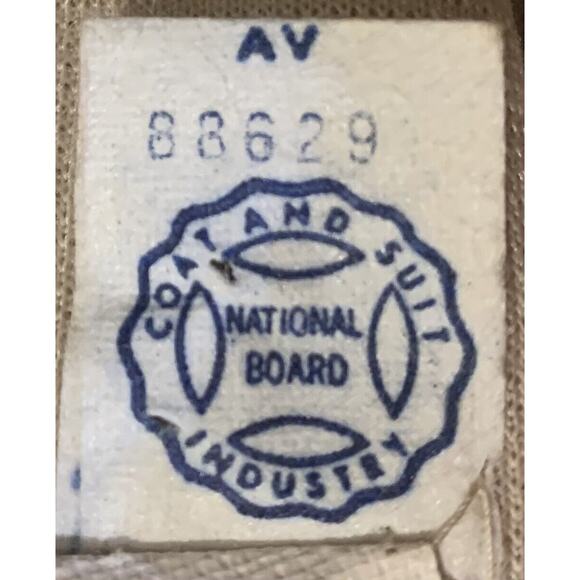 AV
88629
COAT AND SUIT
NATIONAL
BOARD
INDUSTRY